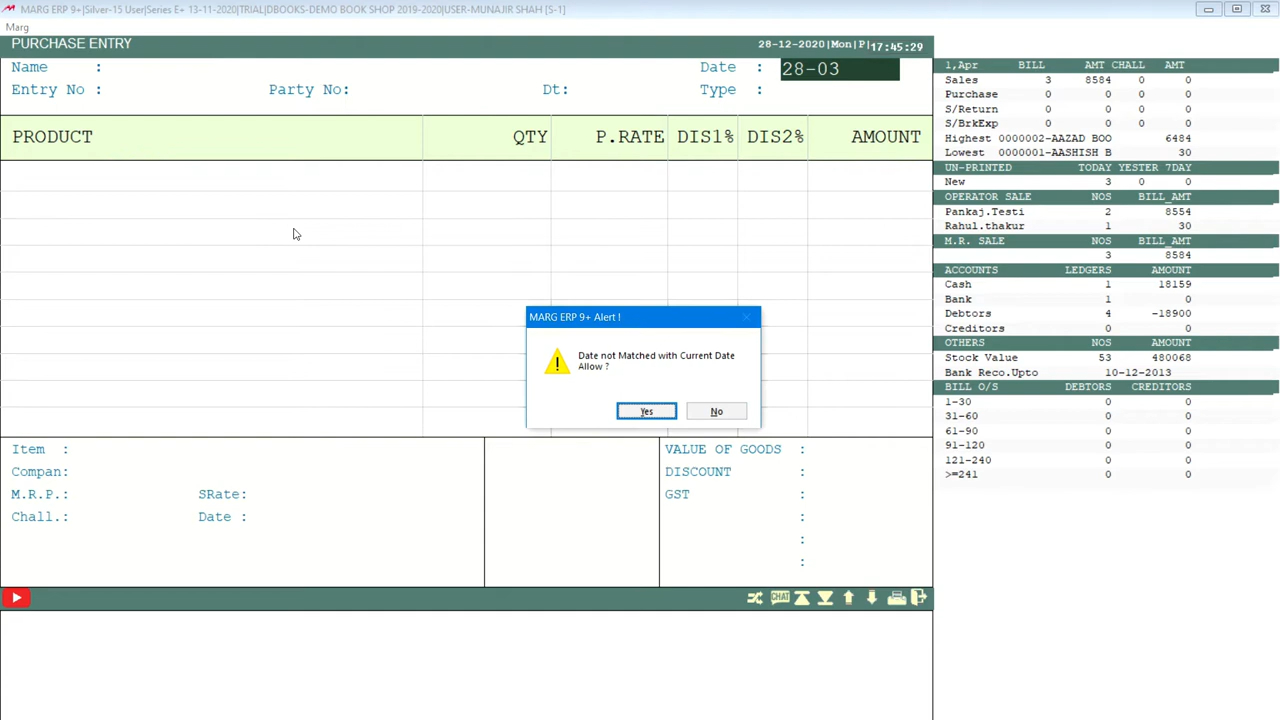 MARG ERP 9+|Silver-15 User|Series E+ 13-11-2020|TRIAL|DBOOKS-DEMO BOOK SHOP 2019-2020|USER-MUNAJIR SHAH [S-1]
Marg
PURCHASE ENTRY 28-12-2020|Mon|P|17:45:29
Name : Date : 28-03
Entry No : Party No: Dt: Type :
PRODUCT QTY P.RATE DIS1% DIS2% AMOUNT
MARG ERP 9+ Alert !
Date not Matched with Current Date
Allow ?
Yes No
Item : VALUE OF GOODS :
Compan: DISCOUNT :
M.R.P.: SRate: GST :
Chall.: Date : :
:
:
CHAT
1,Apr BILL AMT CHALL AMT
Sales 3 8584 0 0
Purchase 0 0 0 0
S/Return 0 0 0 0
S/BrkExp 0 0 0 0
Highest 0000002-AAZAD BOO 6484
Lowest 0000001-AASHISH B 30
UN-PRINTED TODAY YESTER 7DAY
New 3 0 0
OPERATOR SALE NOS BILL_AMT
Pankaj.Testi 2 8554
Rahul.thakur 1 30
M.R. SALE NOS BILL_AMT
3 8584
ACCOUNTS LEDGERS AMOUNT
Cash 1 18159
Bank 1 0
Debtors 4 -18900
Creditors 0 0
OTHERS NOS AMOUNT
Stock Value 53 480068
Bank Reco.Upto 10-12-2013
BILL O/S DEBTORS CREDITORS
1-30 0 0
31-60 0 0
61-90 0 0
91-120 0 0
121-240 0 0
>=241 0 0